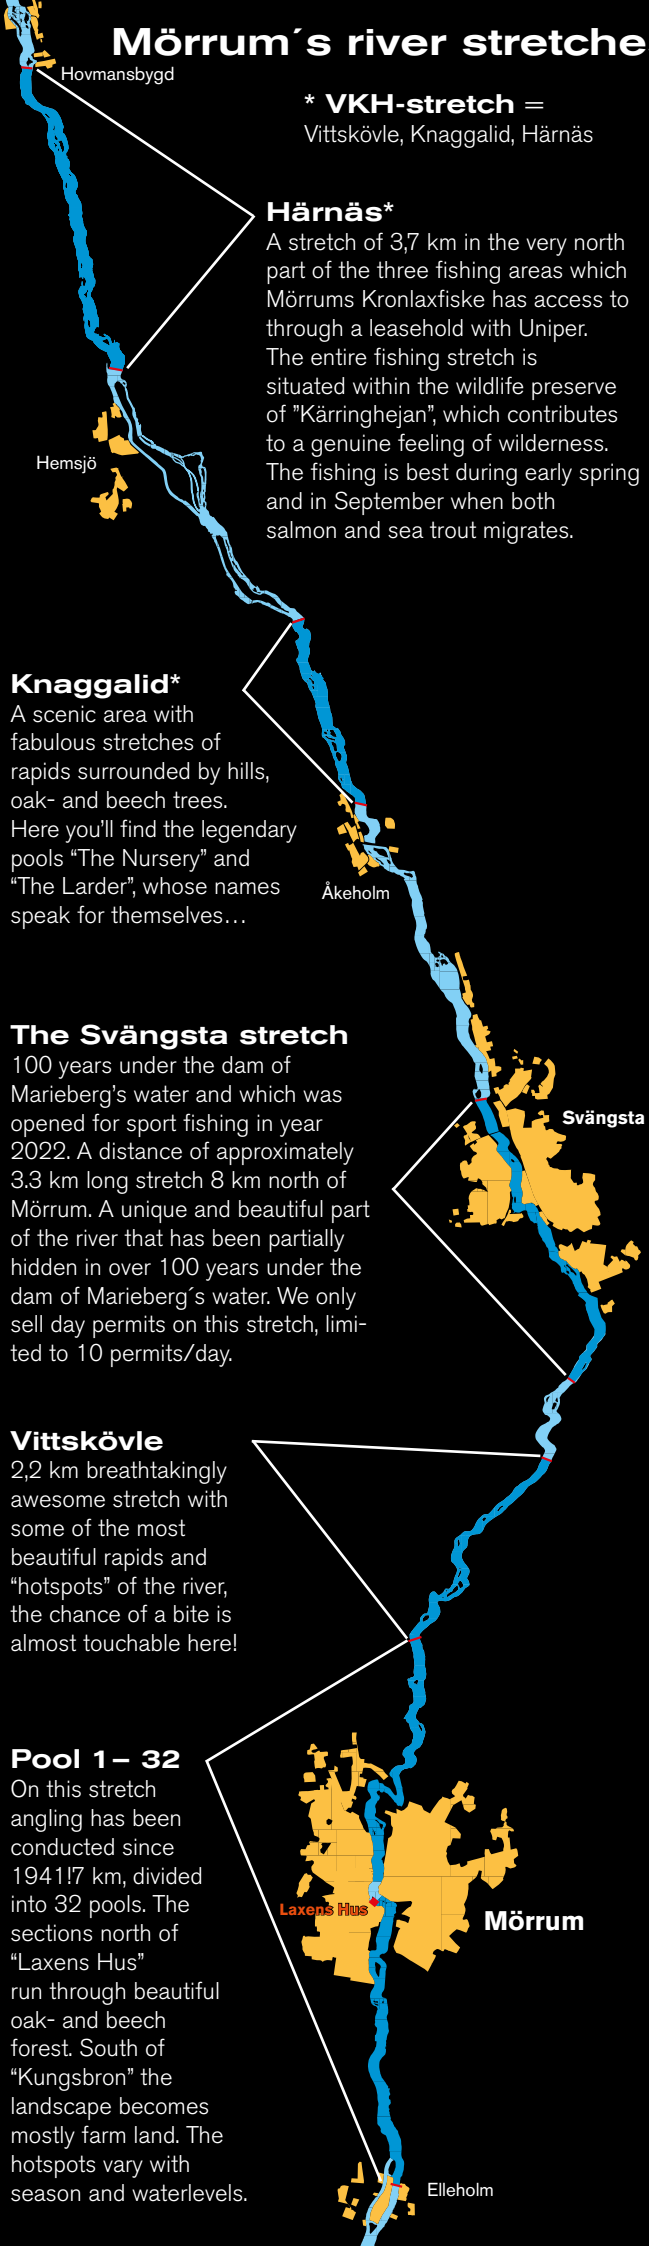 Mörrum´s river stretche
Hovmansbygd
* VKH-stretch =
Vittskövle, Knaggalid, Härnäs
Härnäs*
A stretch of 3,7 km in the very north
part of the three fishing areas which
Mörrums Kronlaxfiske has access to
through a leasehold with Uniper.
The entire fishing stretch is
situated within the wildlife preserve
of ”Kärringhejan”, which contributes
to a genuine feeling of wilderness.
The fishing is best during early spring
and in September when both
salmon and sea trout migrates.
Hemsjö
Knaggalid*
A scenic area with
fabulous stretches of
rapids surrounded by hills,
oak- and beech trees.
Here you’ll find the legendary
pools “The Nursery” and
“The Larder”, whose names
speak for themselves…
Åkeholm
The Svängsta stretch
100 years under the dam of
Marieberg’s water and which was
opened for sport fishing in year
2022. A distance of approximately
3.3 km long stretch 8 km north of
Mörrum. A unique and beautiful part
of the river that has been partially
hidden in over 100 years under the
dam of Marieberg´s water. We only
sell day permits on this stretch, limi-
ted to 10 permits/day.
Svängsta
Vittskövle
2,2 km breathtakingly
awesome stretch with
some of the most
beautiful rapids and
“hotspots” of the river,
the chance of a bite is
almost touchable here!
Pool 1– 32
On this stretch
angling has been
conducted since
1941!7 km, divided
into 32 pools. The
sections north of
“Laxens Hus”
run through beautiful
oak- and beech
forest. South of
“Kungsbron” the
landscape becomes
mostly farm land. The
hotspots vary with
season and waterlevels.
Laxens Hus
Mörrum
Elleholm